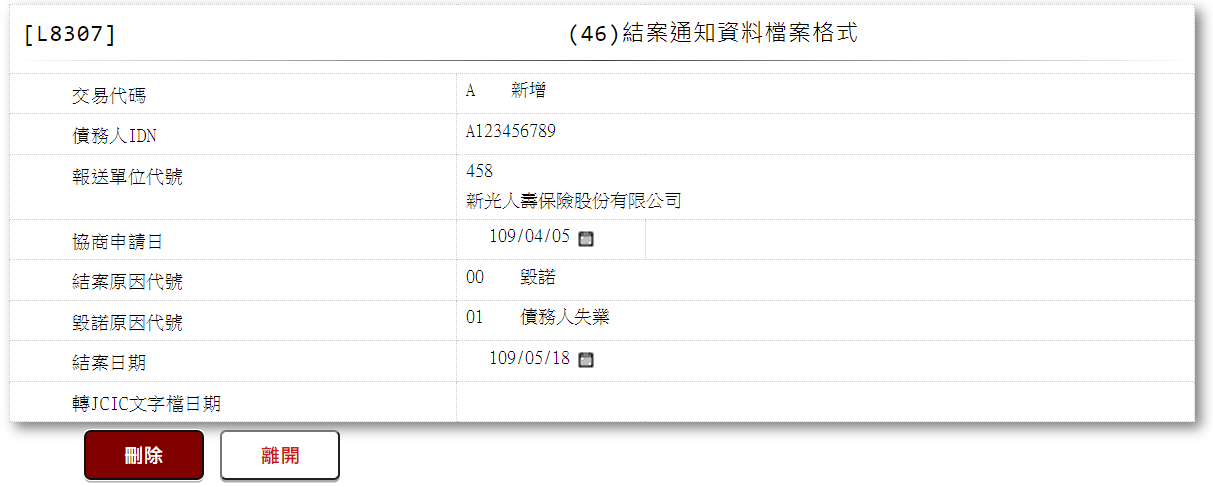 [L8307] (46)結案通知資料檔案格式
交易代碼 A 新增
債務人IDN A123456789
報送單位代號 458
新光人壽保險股份有限公司
協商申請日 109/04/05
結案原因代號 00 毀諾
毀諾原因代號 01 債務人失業
結案日期 109/05/18
轉JCIC文字檔日期
刪除 離開